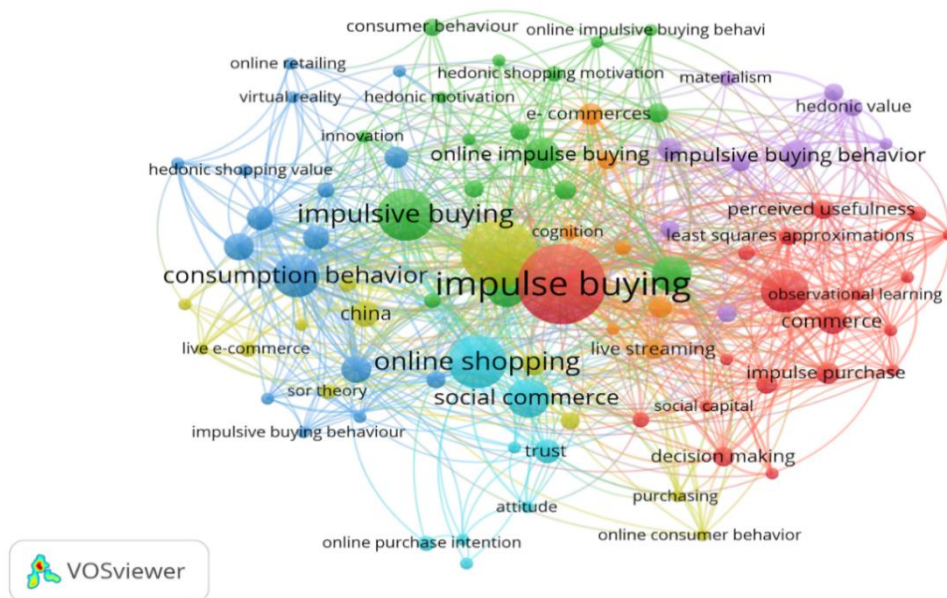 consumer behaviour
online impulsive buying behavi
online retailing
hedonic shopping motivation
materialism
virtual reality
hedonic motivation
hedonic value
e- commerces
innovation
online impulse buying
impulsive buying behavior
hedonic shopping value
impulsive buying
perceived usefulness
cognition
least squares approximations
consumption behavior
impulse buying
observational learning
china
commerce
live e-commerce
live streaming
online shopping
impulse purchase
sor theory
social commerce
social capital
impulsive buying behaviour
trust
decision making
purchasing
attitude
online purchase intention
online consumer behavior
VOSviewer